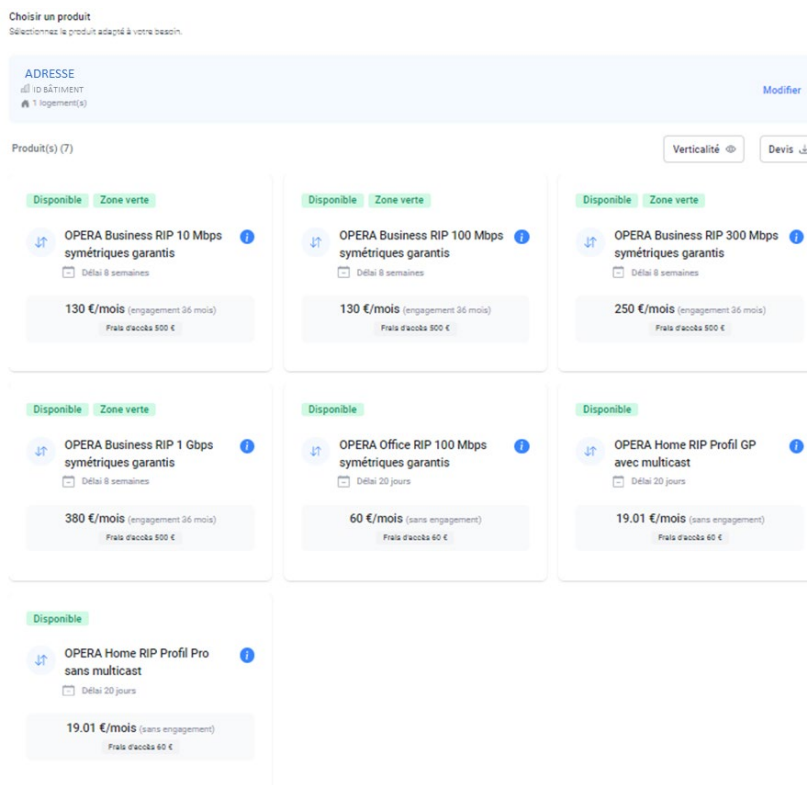 Choisir un produit
Sélectionnez le produit adapté à votre besoin.
ADRESSE
ID BÂTIMENT
1 logement(s)
Modifier
Produit(s) (7)
Verticalité
Devis
Disponible Zone verte
OPERA Business RIP 10 Mbps
symétriques garantis
Délai 8 semaines
130 €/mois (engagement 36 mois)
Frais d'accès 500 €
Disponible Zone verte
OPERA Business RIP 100 Mbps
symétriques garantis
Délai 8 semaines
130 €/mois (engagement 36 mois)
Frais d'accès 500 €
Disponible Zone verte
OPERA Business RIP 300 Mbps
symétriques garantis
Délai 8 semaines
250 €/mois (engagement 36 mois)
Frais d'accès 500 €
Disponible Zone verte
OPERA Business RIP 1 Gbps
symétriques garantis
Délai 8 semaines
380 €/mois (engagement 36 mois)
Frais d'accès 500 €
Disponible
OPERA Office RIP 100 Mbps
symétriques garantis
Délai 20 jours
60 €/mois (sans engagement)
Frais d'accès 60 €
Disponible
OPERA Home RIP Profil GP
avec multicast
Délai 20 jours
19.01 €/mois (sans engagement)
Frais d'accès 60 €
Disponible
OPERA Home RIP Profil Pro
sans multicast
Délai 20 jours
19.01 €/mois (sans engagement)
Frais d'accès 60 €